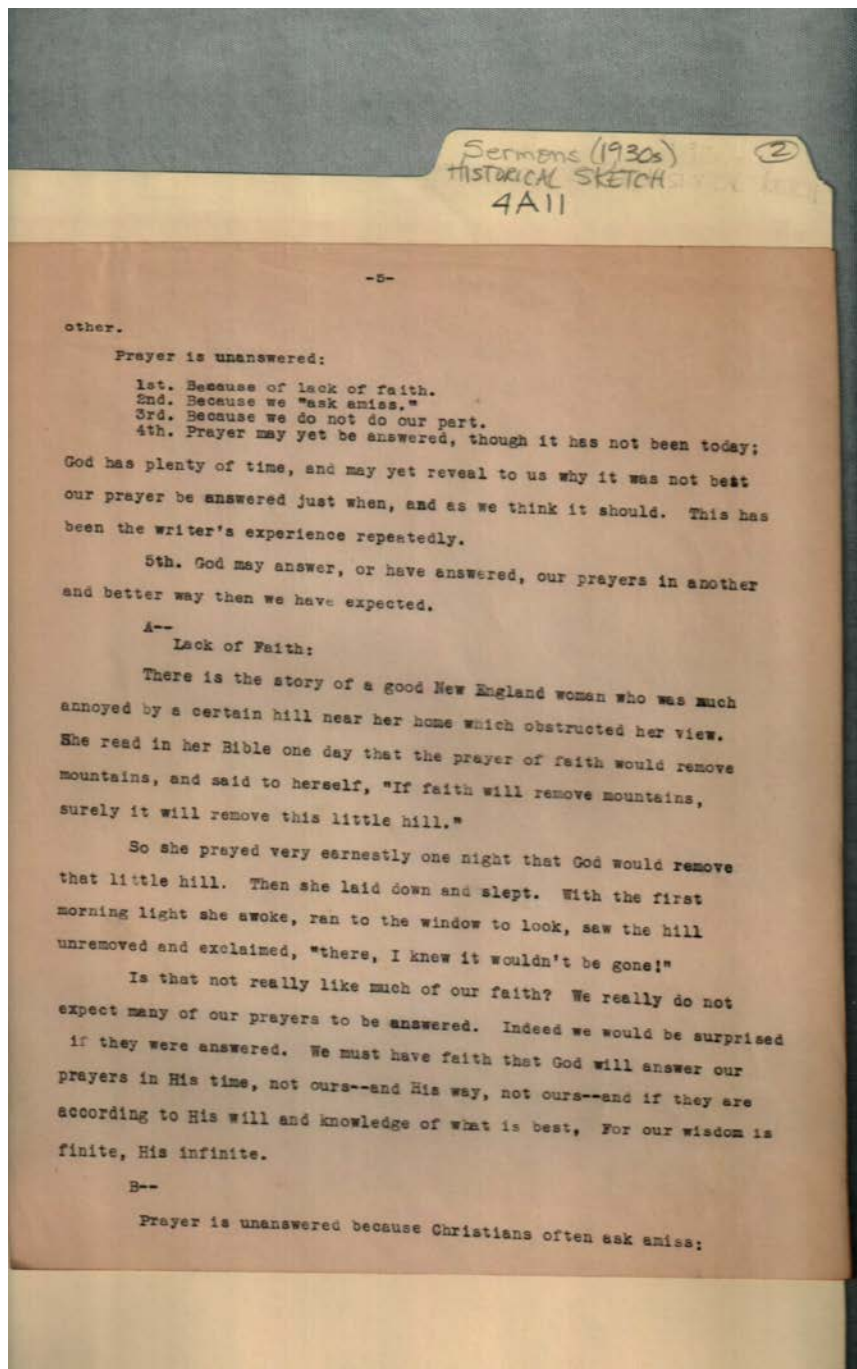 Sermons (1930s) 2
HISTORICAL SKETCH
4A11
-5-
other.
Prayer is unanswered:
1st. Because of lack of faith.
2nd. Because we "ask amiss."
3rd. Because we do not do our part.
4th. Prayer may yet be answered, though it has not been today;
God has plenty of time, and may yet reveal to us why it was not best
our prayer be answered just when, and as we think it should. This has
been the writer's experience repeatedly.
5th. God may answer, or have answered, our prayers in another
and better way then we have expected.
A--
Lack of Faith:
There is the story of a good New England woman who was much
annoyed by a certain hill near her home which obstructed her view.
She read in her Bible one day that the prayer of faith would remove
mountains, and said to herself, "If faith will remove mountains,
surely it will remove this little hill."
So she prayed very earnestly one night that God would remove
that little hill. Then she laid down and slept. With the first
morning light she awoke, ran to the window to look, saw the hill
unremoved and exclaimed, "there, I knew it wouldn't be gone!"
Is that not really like much of our faith? We really do not
expect many of our prayers to be answered. Indeed we would be surprised
if they were answered. We must have faith that God will answer our
prayers in His time, not ours--and His way, not ours--and if they are
according to His will and knowledge of what is best, For our wisdom is
finite, His infinite.
B--
Prayer is unanswered because Christians often ask amiss: